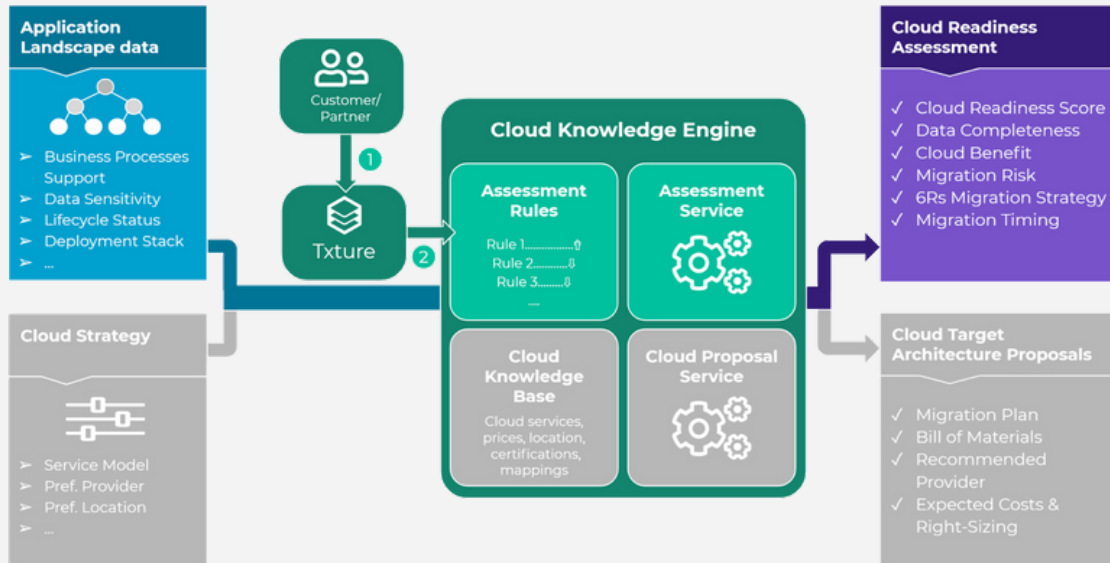 Application
Landscape data
➢ Business Processes
Support
➢ Data Sensitivity
➢ Lifecycle Status
➢ Deployment Stack
➢ ...
Cloud Strategy
➢ Service Model
➢ Pref. Provider
➢ Pref. Location
➢ ...
Customer/
Partner
1
Txture
2
Cloud Knowledge Engine
Assessment
Rules
Rule 1.................⇧
Rule 2............⇩
Rule 3.........⇩
....
Assessment
Service
Cloud
Knowledge
Base
Cloud services,
prices, location,
certifications,
mappings
Cloud Proposal
Service
Cloud Readiness
Assessment
✓ Cloud Readiness Score
✓ Data Completeness
✓ Cloud Benefit
✓ Migration Risk
✓ 6Rs Migration Strategy
✓ Migration Timing
Cloud Target
Architecture Proposals
✓ Migration Plan
✓ Bill of Materials
✓ Recommended
Provider
✓ Expected Costs &
Right-Sizing